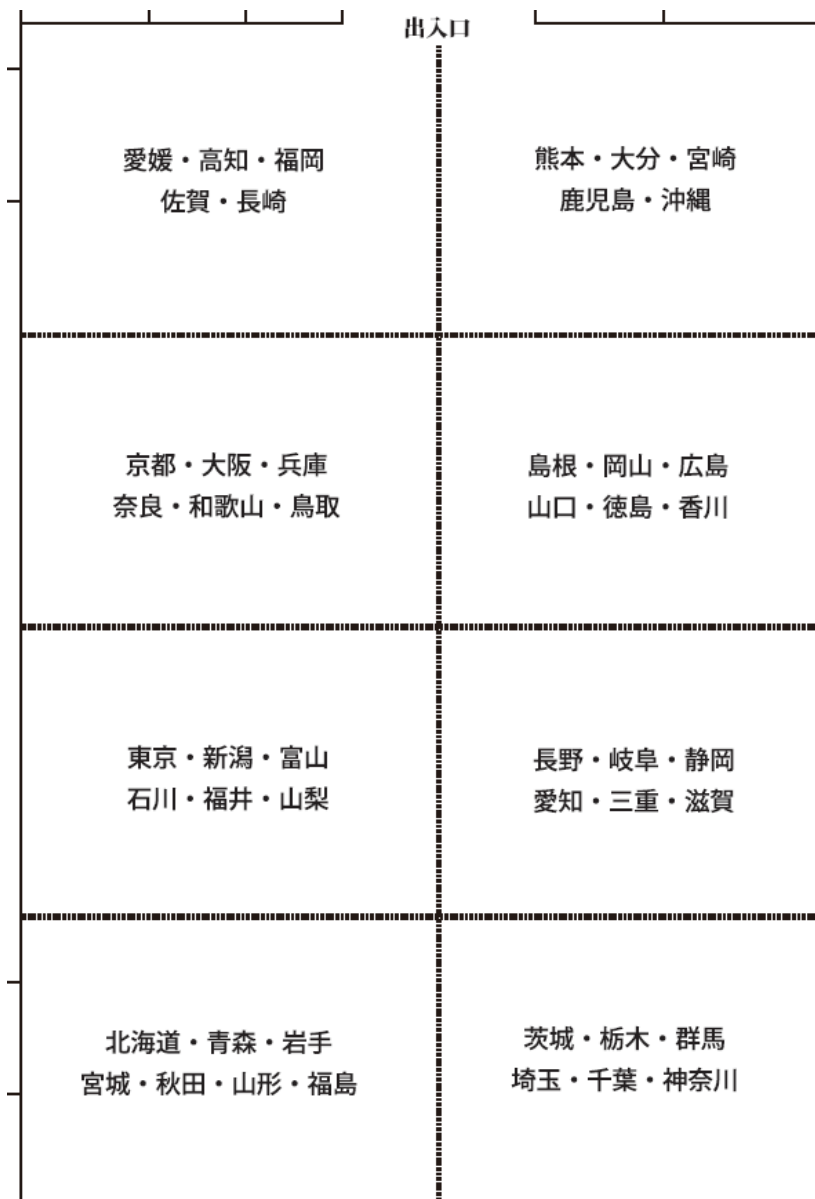 出入口
愛媛・高知・福岡
佐賀・長崎
熊本・大分・宮崎
鹿児島・沖縄
京都・大阪・兵庫
奈良・和歌山・鳥取
島根・岡山・広島
山口・徳島・香川
東京・新潟・富山
石川・福井・山梨
長野・岐阜・静岡
愛知・三重・滋賀
北海道・青森・岩手
宮城・秋田・山形・福島
茨城・栃木・群馬
埼玉・千葉・神奈川